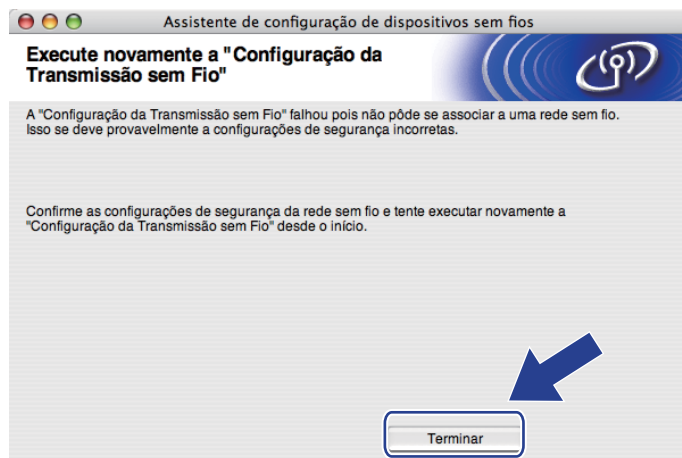 Assistente de configuração de dispositivos sem fios
Execute novamente a "Configuração da
Transmissão sem Fio"
A "Configuração da Transmissão sem Fio" falhou pois não pôde se associar a uma rede sem fio.
Isso se deve provavelmente a configurações de segurança incorretas.
Confirme as configurações de segurança da rede sem fio e tente executar novamente a
"Configuração da Transmissão sem Fio" desde o início.
Terminar